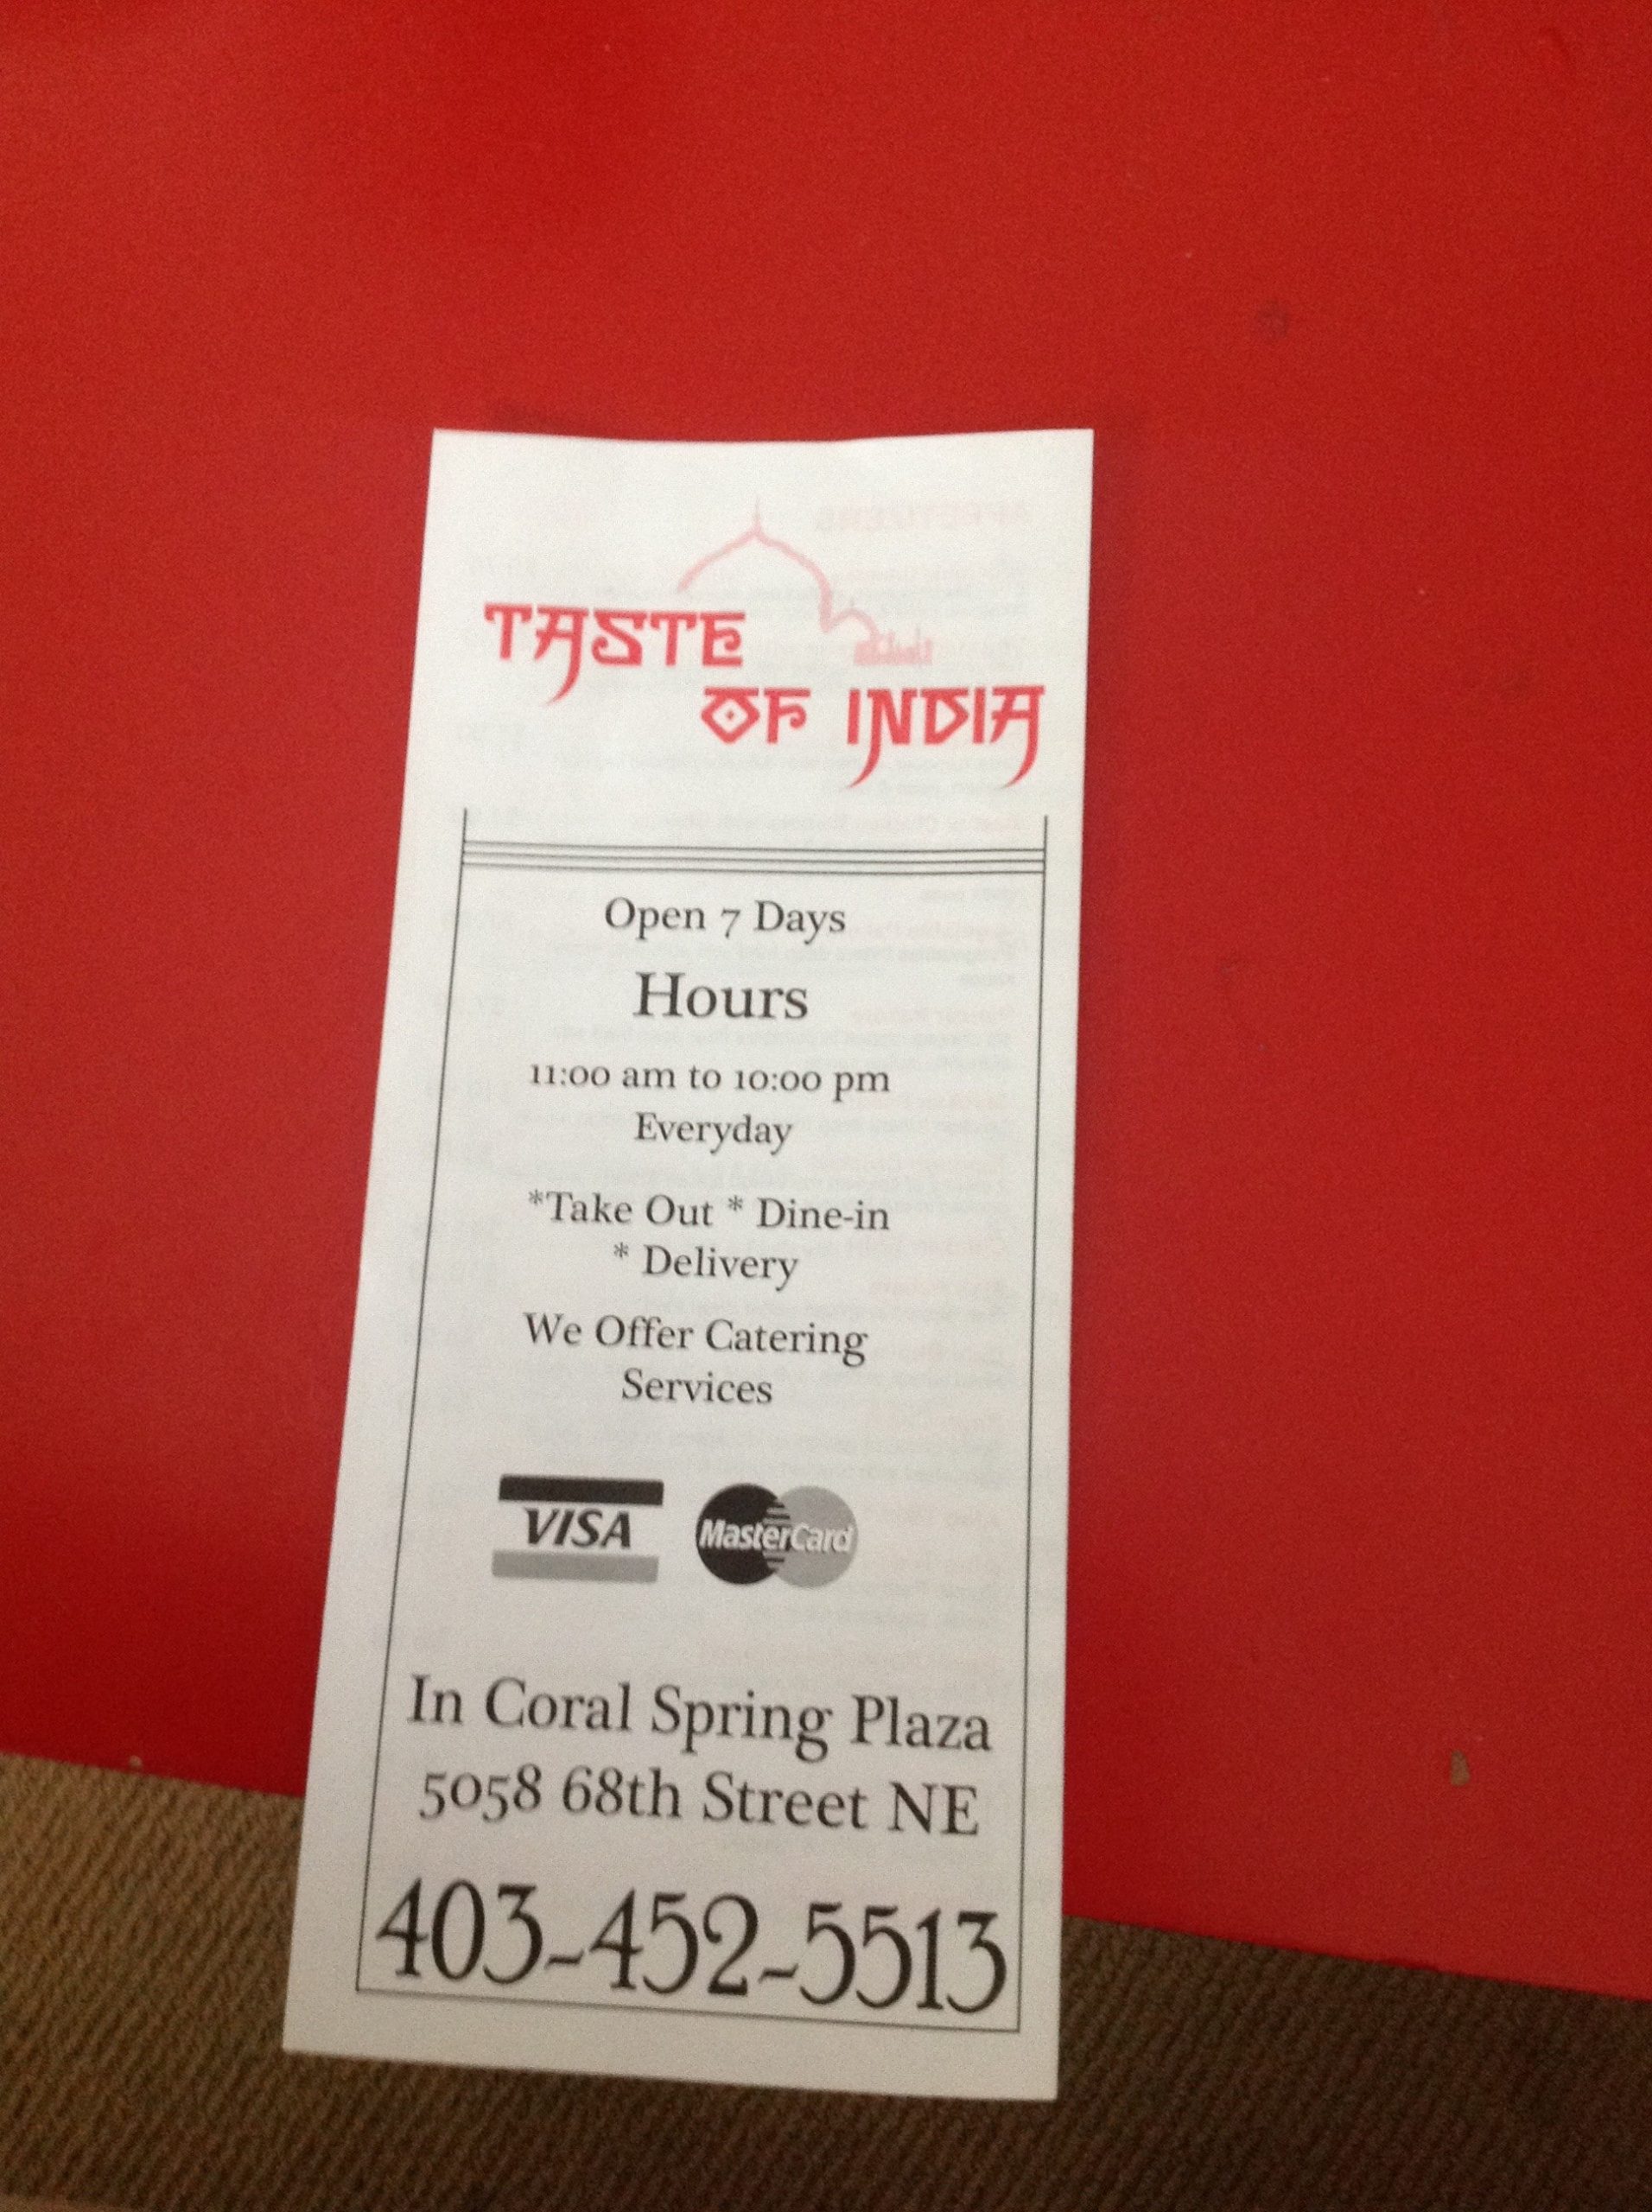 TASTE
OF INDIA
Open 7 Days
Hours
11:00 am to 10:00 pm
Everyday
*Take Out * Dine-in
* Delivery
We Offer Catering
Services
VISA MasterCard
In Coral Spring Plaza
5058 68th Street NE
403-452-5513